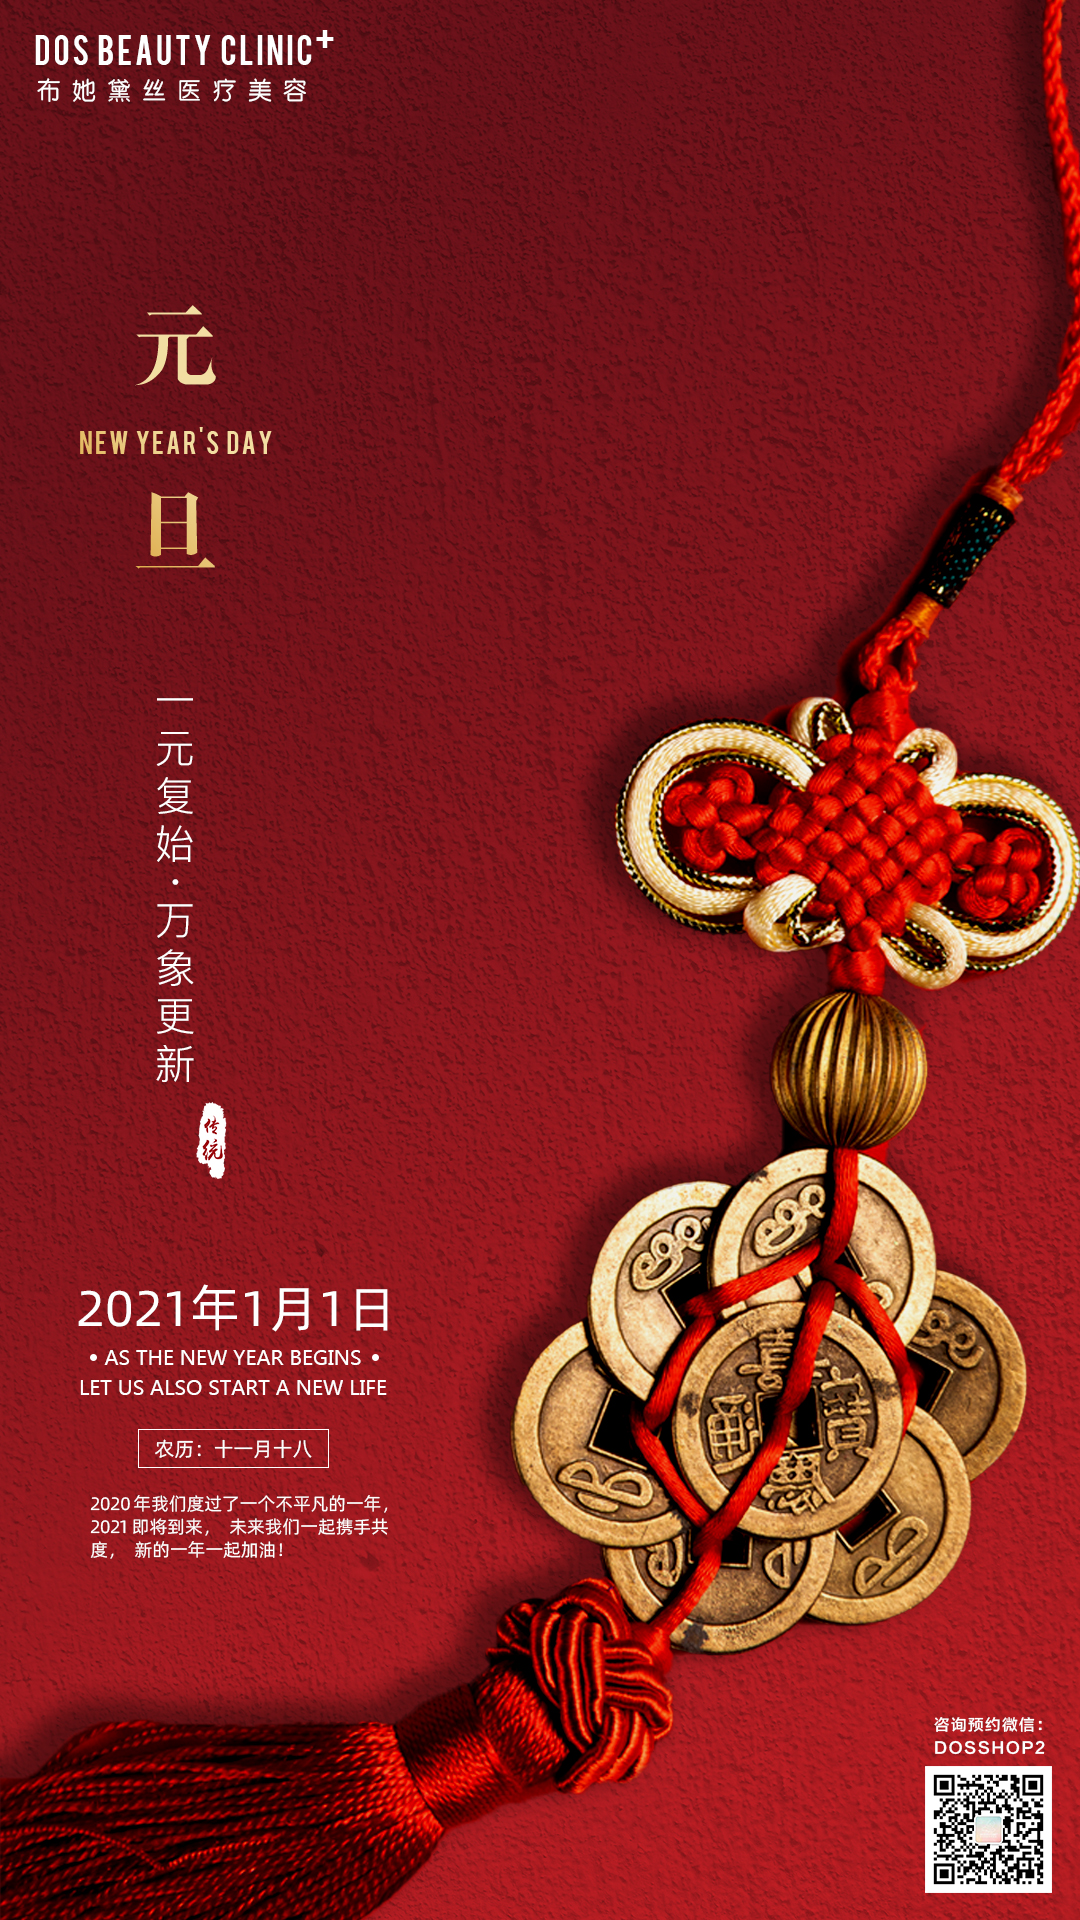 DOS BEAUTY CLINIC+
布她黛丝医疗美容
元
NEW YEAR'S DAY
旦
一元复始·万象更新
传统
2021年1月1日
• AS THE NEW YEAR BEGINS •
LET US ALSO START A NEW LIFE
农历：十一月十八
2020年我们度过了一个不平凡的一年，
2021即将到来， 未来我们一起携手共
度， 新的一年一起加油！
咨询预约微信：
DOSSHOP2